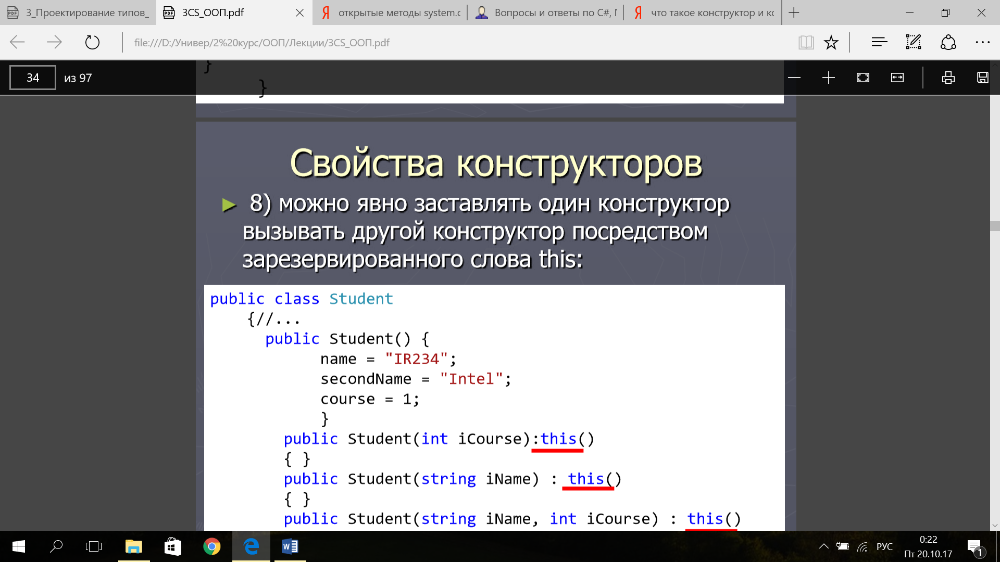 3_Проектирование типов_
3CS_ООП.pdf
открытые методы system.c
Вопросы и ответы по C#,
что такое конструктор и кс
file:///D:/Универ/2%20курс/ООП/Лекции/3CS_ООП.pdf
34 из 97
}
}
Свойства конструкторов
8) можно явно заставлять один конструктор
вызывать другой конструктор посредством
зарезервированного слова this:
public class Student
{//...
public Student() {
name = "IR234";
secondName = "Intel";
course = 1;
}
public Student(int iCourse):this()
{ }
public Student(string iName) : this()
{ }
public Student(string iName, int iCourse) : this()
РУС
0:22
Пт 20.10.17
1